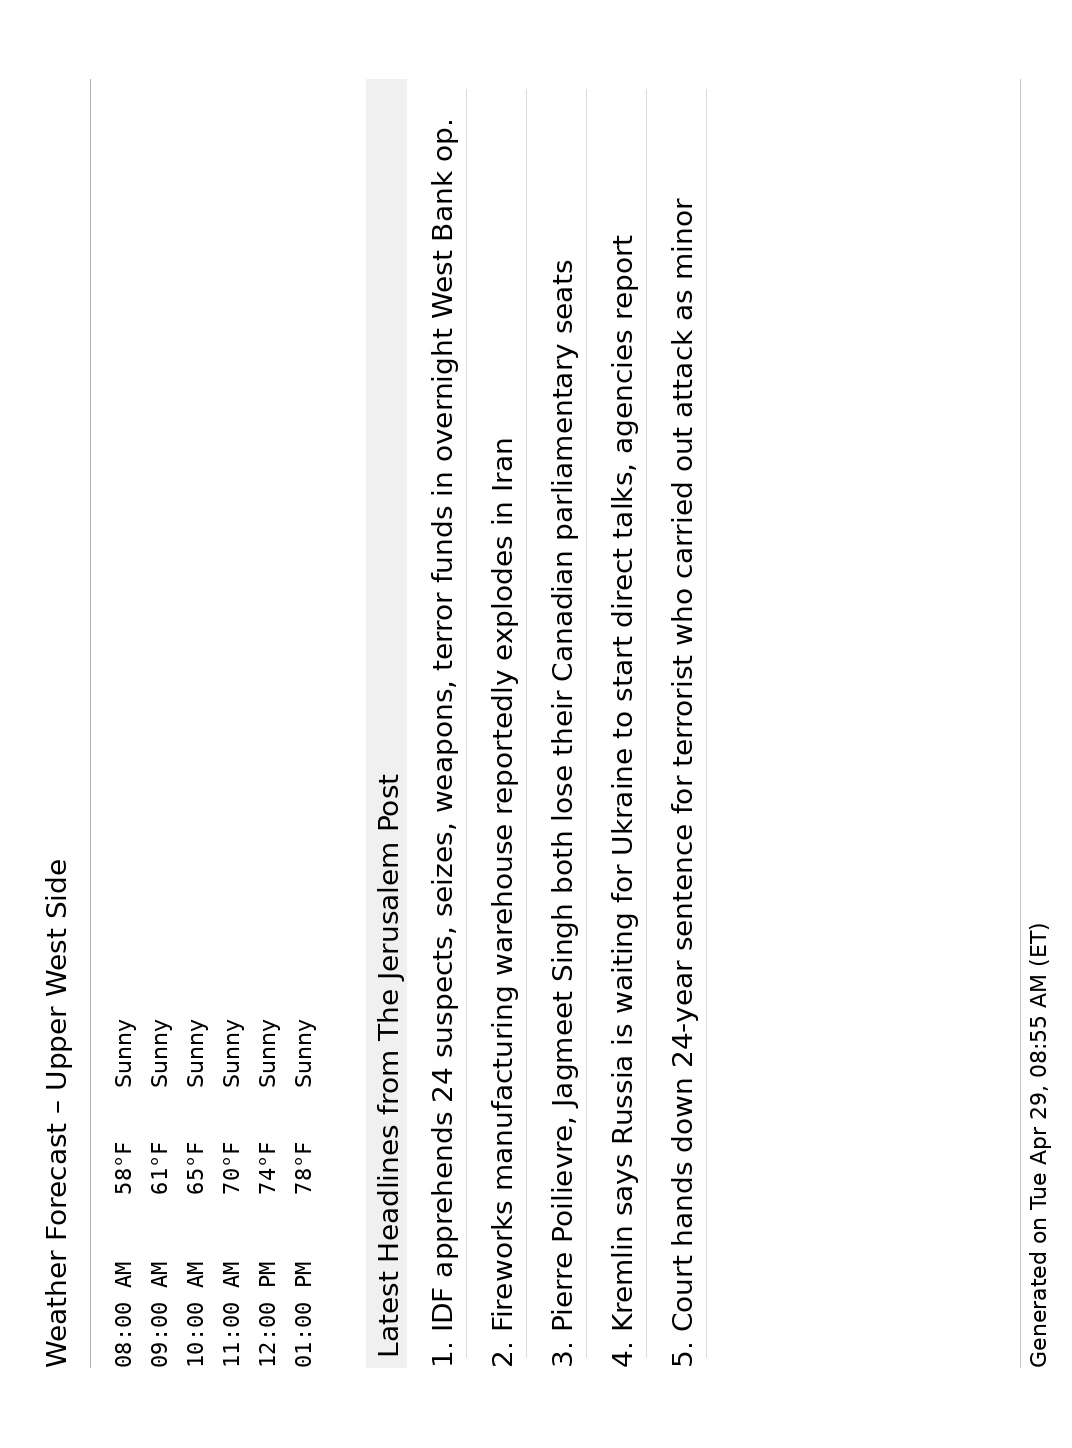 Weather Forecast – Upper West Side
08:00 AM 58°F Sunny
09:00 AM 61°F Sunny
10:00 AM 65°F Sunny
11:00 AM 70°F Sunny
12:00 PM 74°F Sunny
01:00 PM 78°F Sunny
Latest Headlines from The Jerusalem Post
1. IDF apprehends 24 suspects, seizes, weapons, terror funds in overnight West Bank op.
2. Fireworks manufacturing warehouse reportedly explodes in Iran
3. Pierre Poilievre, Jagmeet Singh both lose their Canadian parliamentary seats
4. Kremlin says Russia is waiting for Ukraine to start direct talks, agencies report
5. Court hands down 24-year sentence for terrorist who carried out attack as minor
Generated on Tue Apr 29, 08:55 AM (ET)